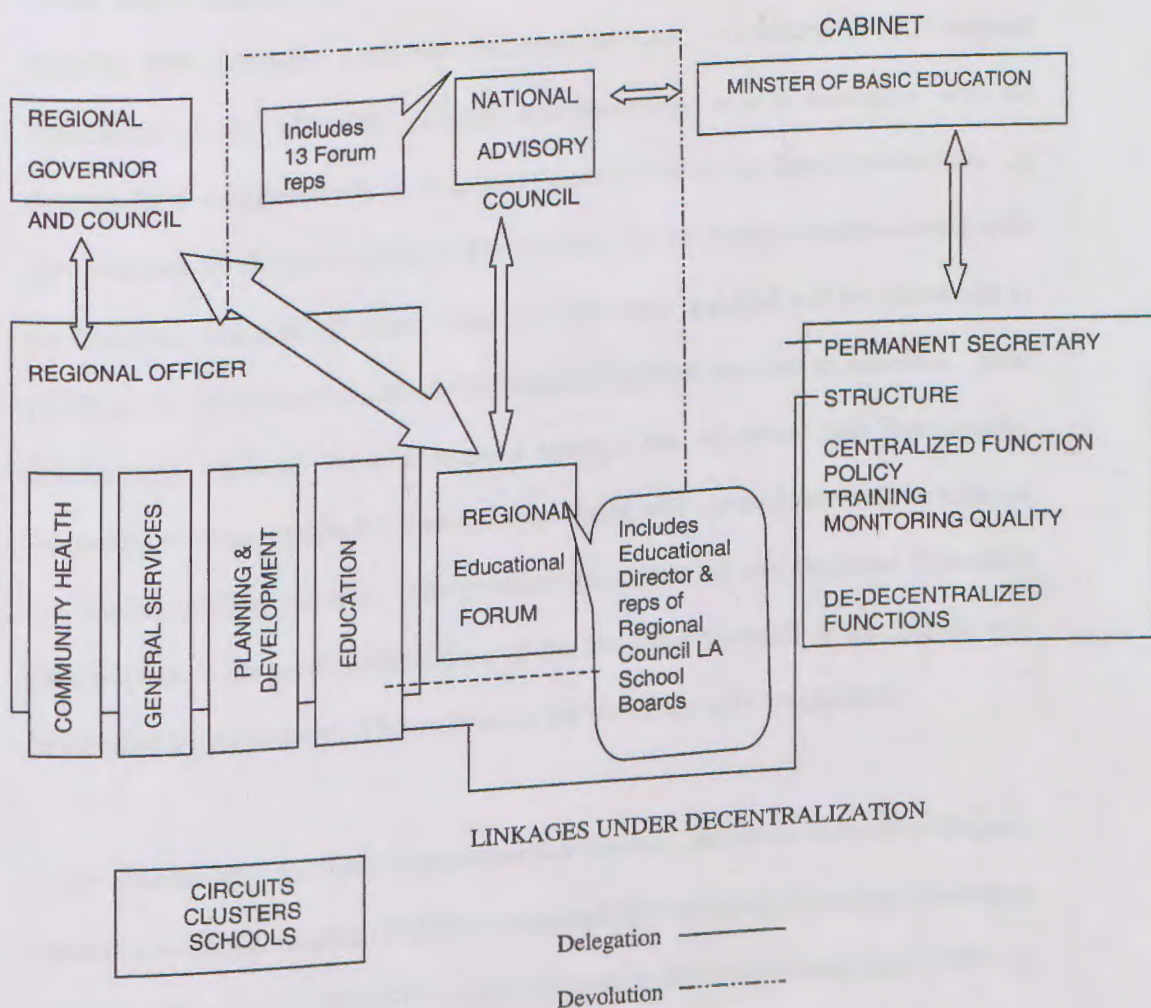 CABINET
MINSTER OF BASIC EDUCATION
REGIONAL
GOVERNOR
AND COUNCIL
Includes
13 Forum
reps
NATIONAL
ADVISORY
COUNCIL
REGIONAL OFFICER
COMMUNITY HEALTH
GENERAL SERVICES
PLANNING &
DEVELOPMENT
EDUCATION
REGIONAL
Educational
FORUM
Includes
Educational
Director &
reps of
Regional
Council LA
School
Boards
PERMANENT SECRETARY
STRUCTURE
CENTRALIZED FUNCTION
POLICY
TRAINING
MONITORING QUALITY
DE-DECENTRALIZED
FUNCTIONS
LINKAGES UNDER DECENTRALIZATION
CIRCUITS
CLUSTERS
SCHOOLS
Delegation
Devolution